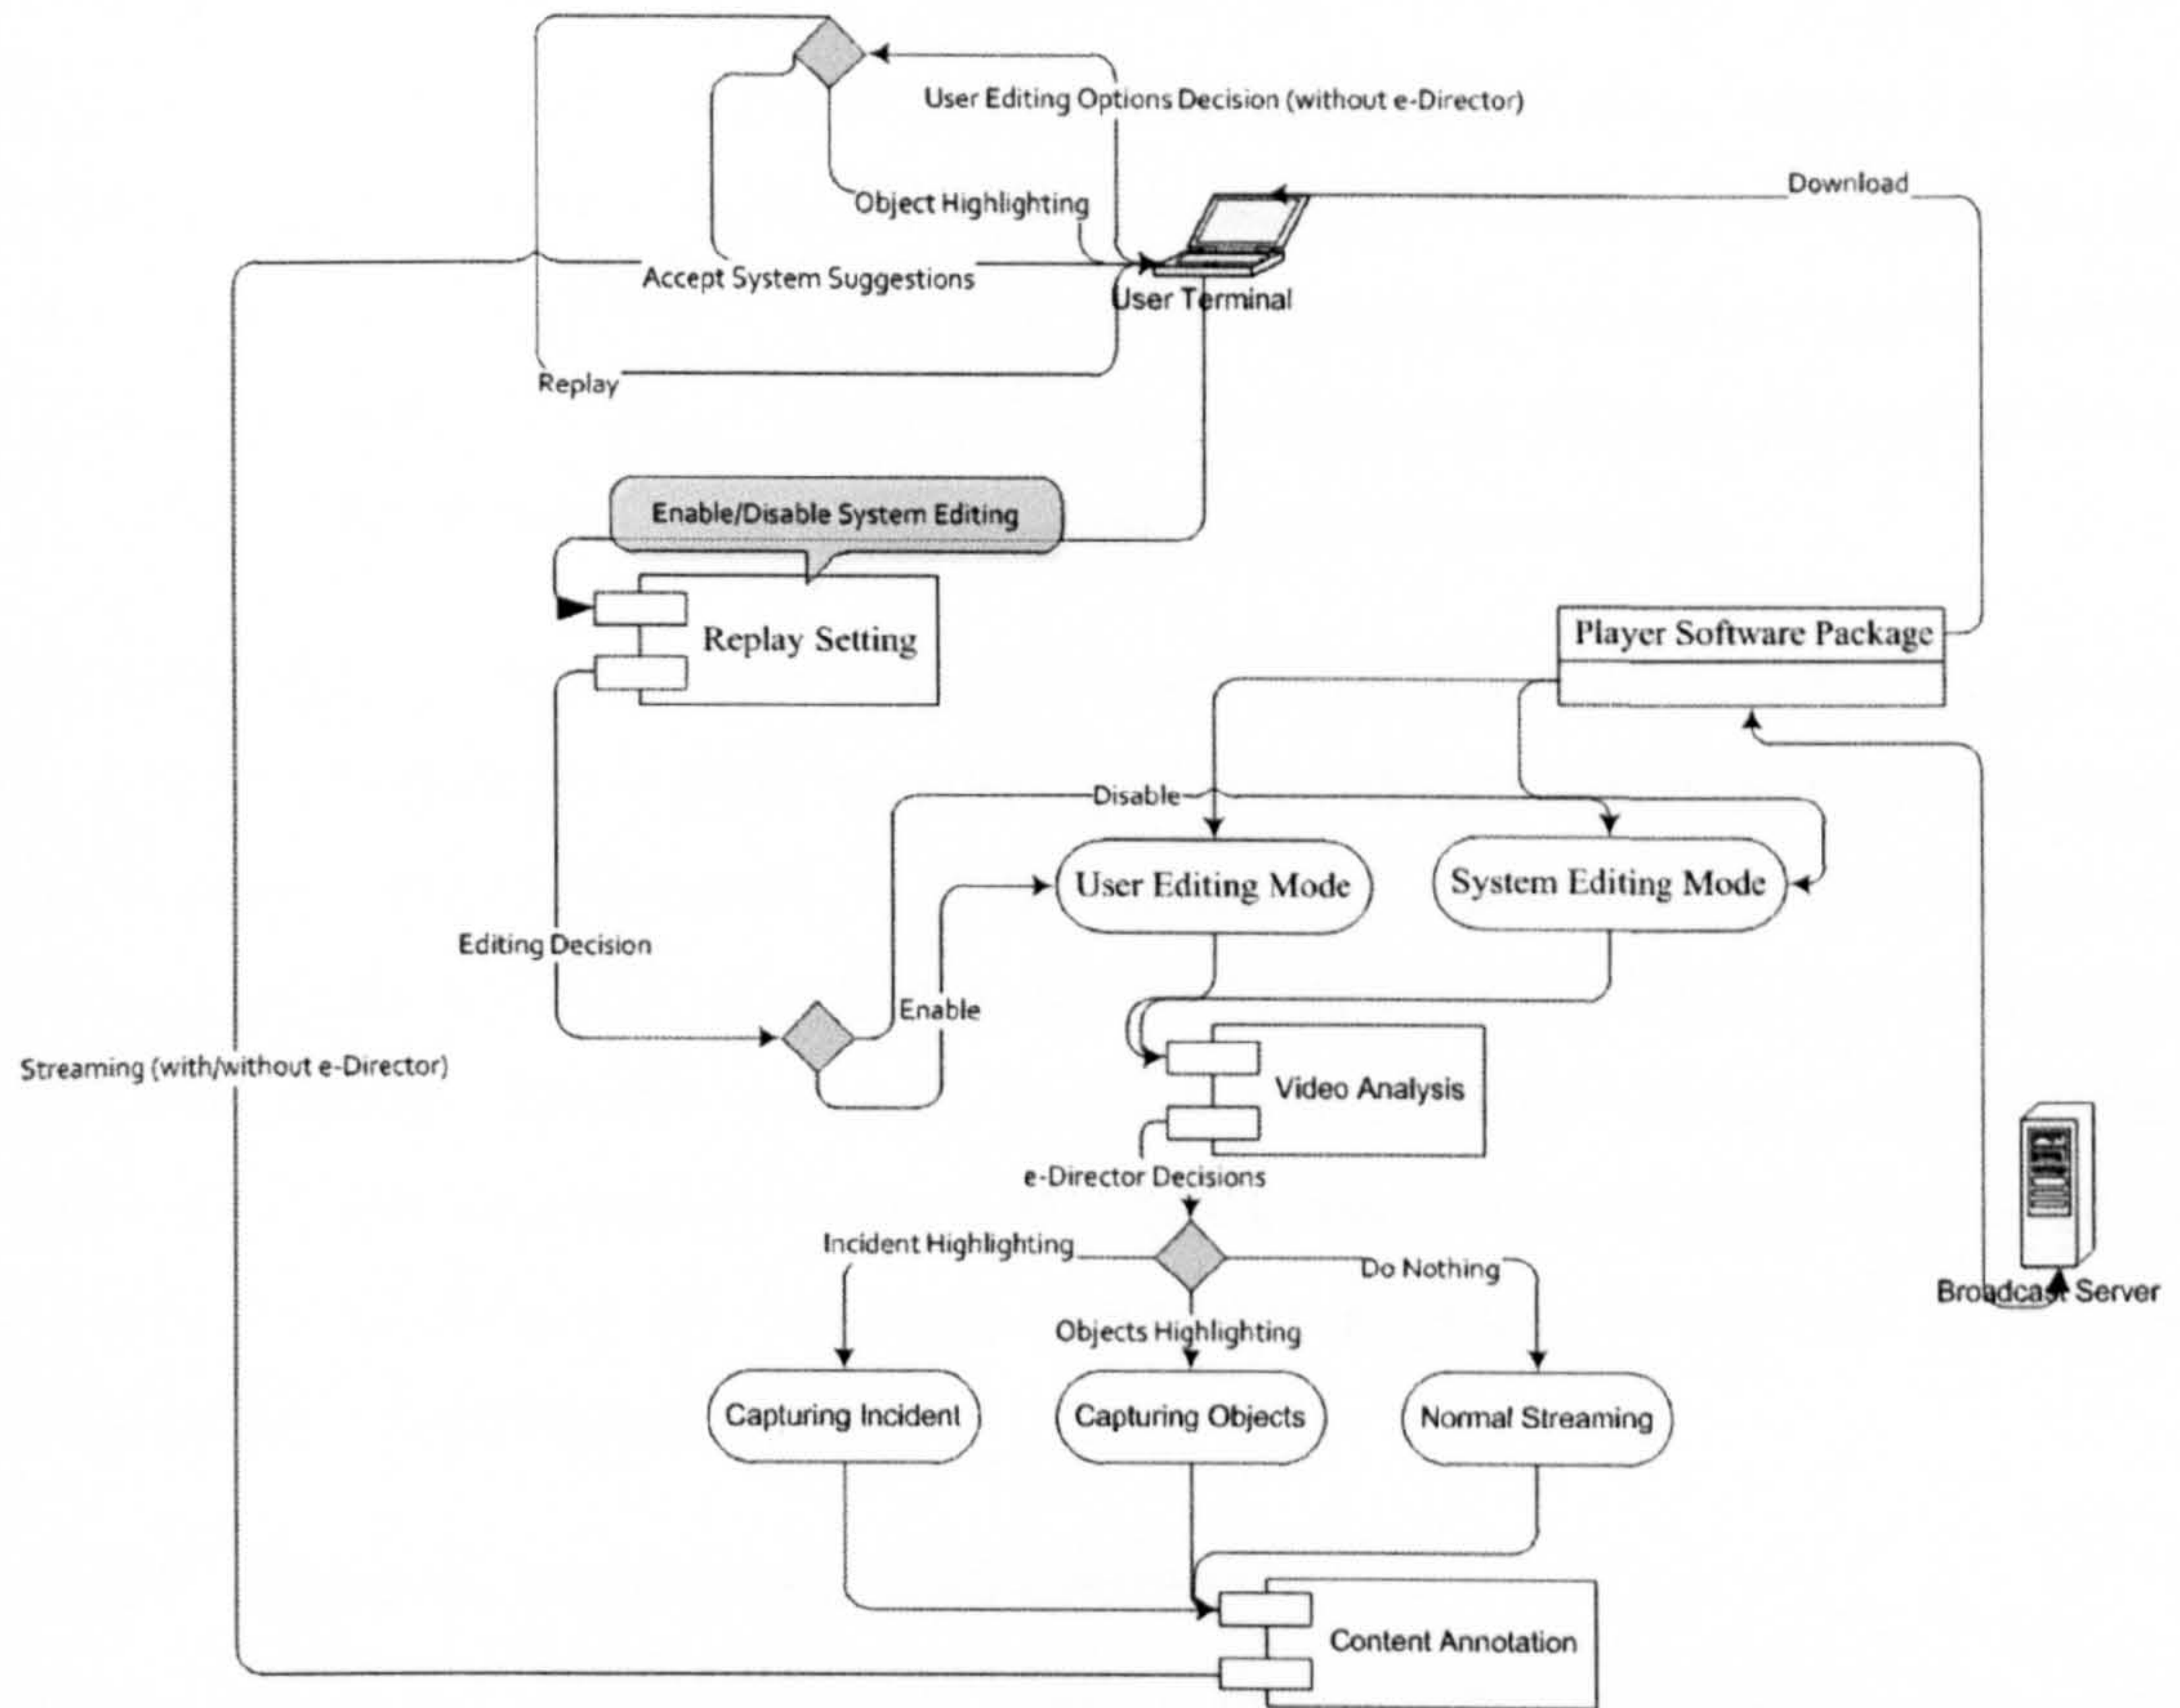 User Editing Options Decision (without e-Director)
Download
Object Highlighting
Accept System Suggestions
User Terminal
Replay
Enable/Disable System Editing
Replay Setting
Player Software Package
Disable
User Editing Mode
System Editing Mode
Editing Decision
Enable
Streaming (with/without e-Director)
Video Analysis
e-Director Decisions
Incident Highlighting
Do Nothing
Broadcast Server
Objects Highlighting
Capturing Incident
Capturing Objects
Normal Streaming
Content Annotation